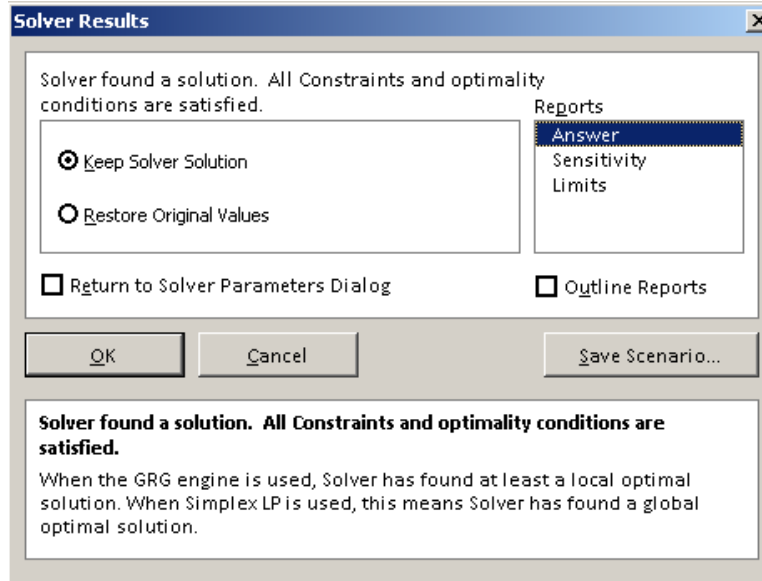 Solver Results
Solver found a solution. All Constraints and optimality
conditions are satisfied.
Reports
Answer
Sensitivity
Limits
Keep Solver Solution
Restore Original Values
Return to Solver Parameters Dialog
Outline Reports
OK
Cancel
Save Scenario...
Solver found a solution. All Constraints and optimality conditions are
satisfied.
When the GRG engine is used, Solver has found at least a local optimal
solution. When Simplex LP is used, this means Solver has found a global
optimal solution.